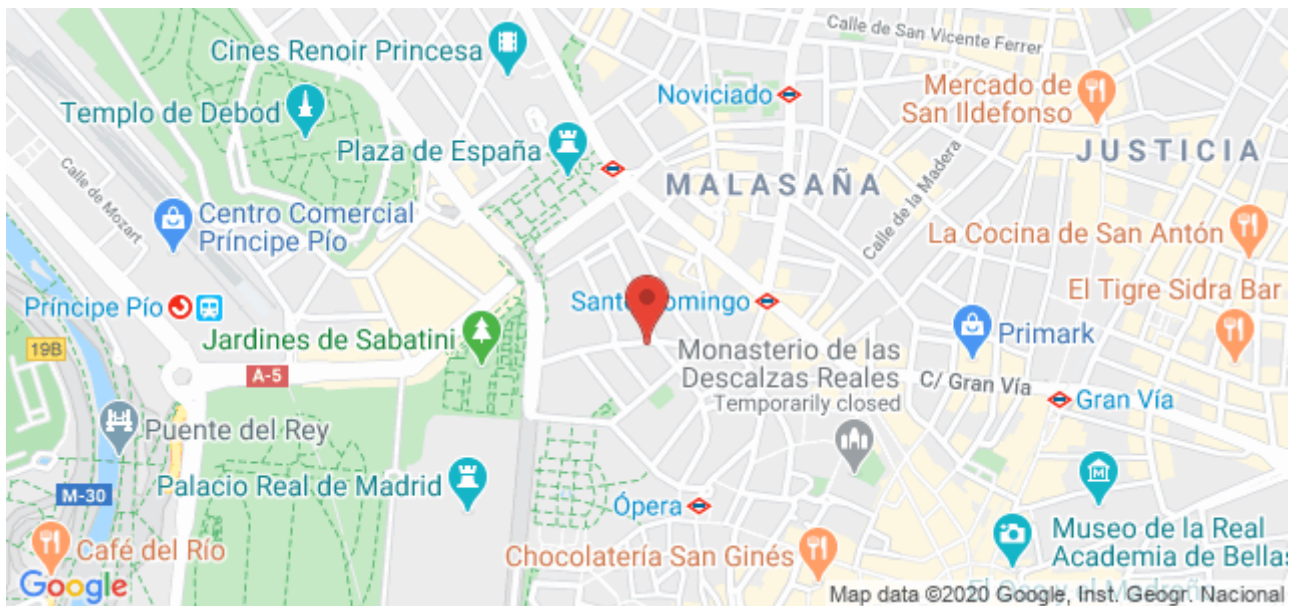 Calle de San Vicente Ferrer
Cines Renoir Princesa
Mercado de
San Ildefonso
Noviciado
Templo de Debod
Plaza de España
JUSTICIA
MALASAÑA
Calle de la Madera
Calle de Mozart
Centro Comercial
Príncipe Pío
La Cocina de San Antón
El Tigre Sidra Bar
Príncipe Pío
Jardines de Sabatini
Primark
19B
A-5
Monasterio de las
Descalzas Reales
Temporarily closed
C/ Gran Vía
Gran Vía
Puente del Rey
M-30
Palacio Real de Madrid
Ópera
Museo de la Real
Academia de Bellas
Café del Río
Chocolatería San Ginés
Google
Map data ©2020 Google, Inst. Geogr. Nacional